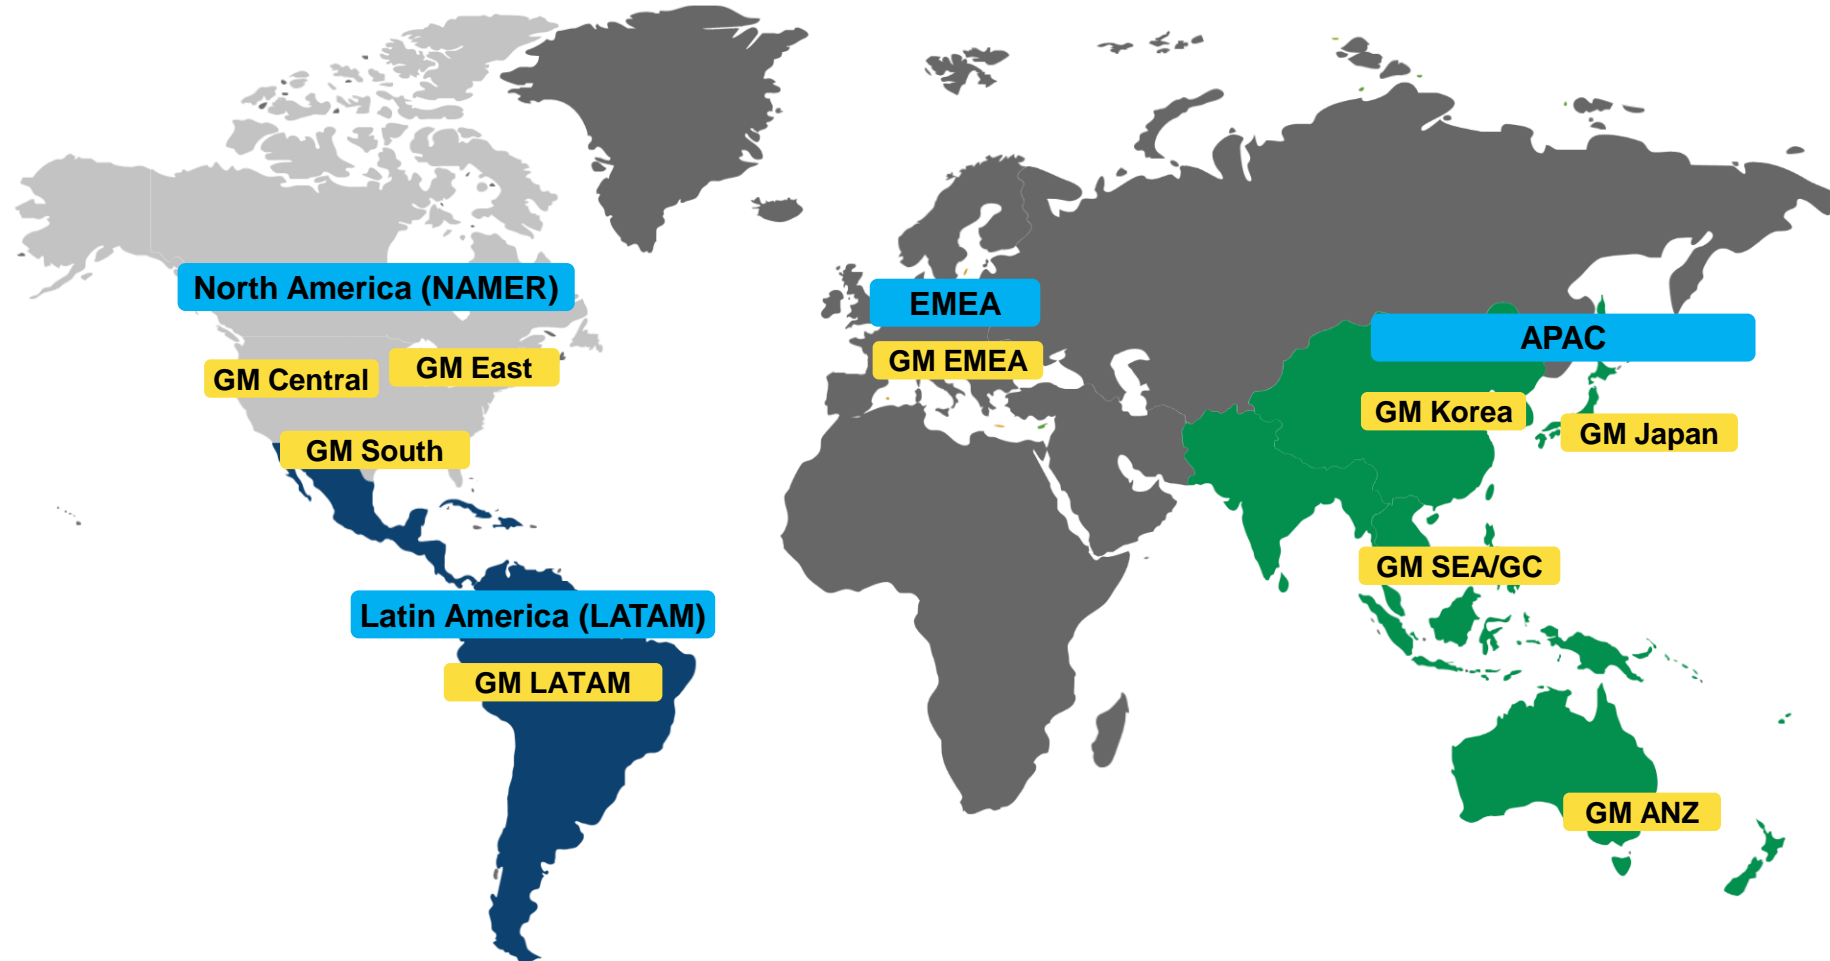 North America (NAMER)
GM Central
GM East
GM South
Latin America (LATAM)
GM LATAM
EMEA
GM EMEA
APAC
GM Korea
GM Japan
GM SEA/GC
GM ANZ